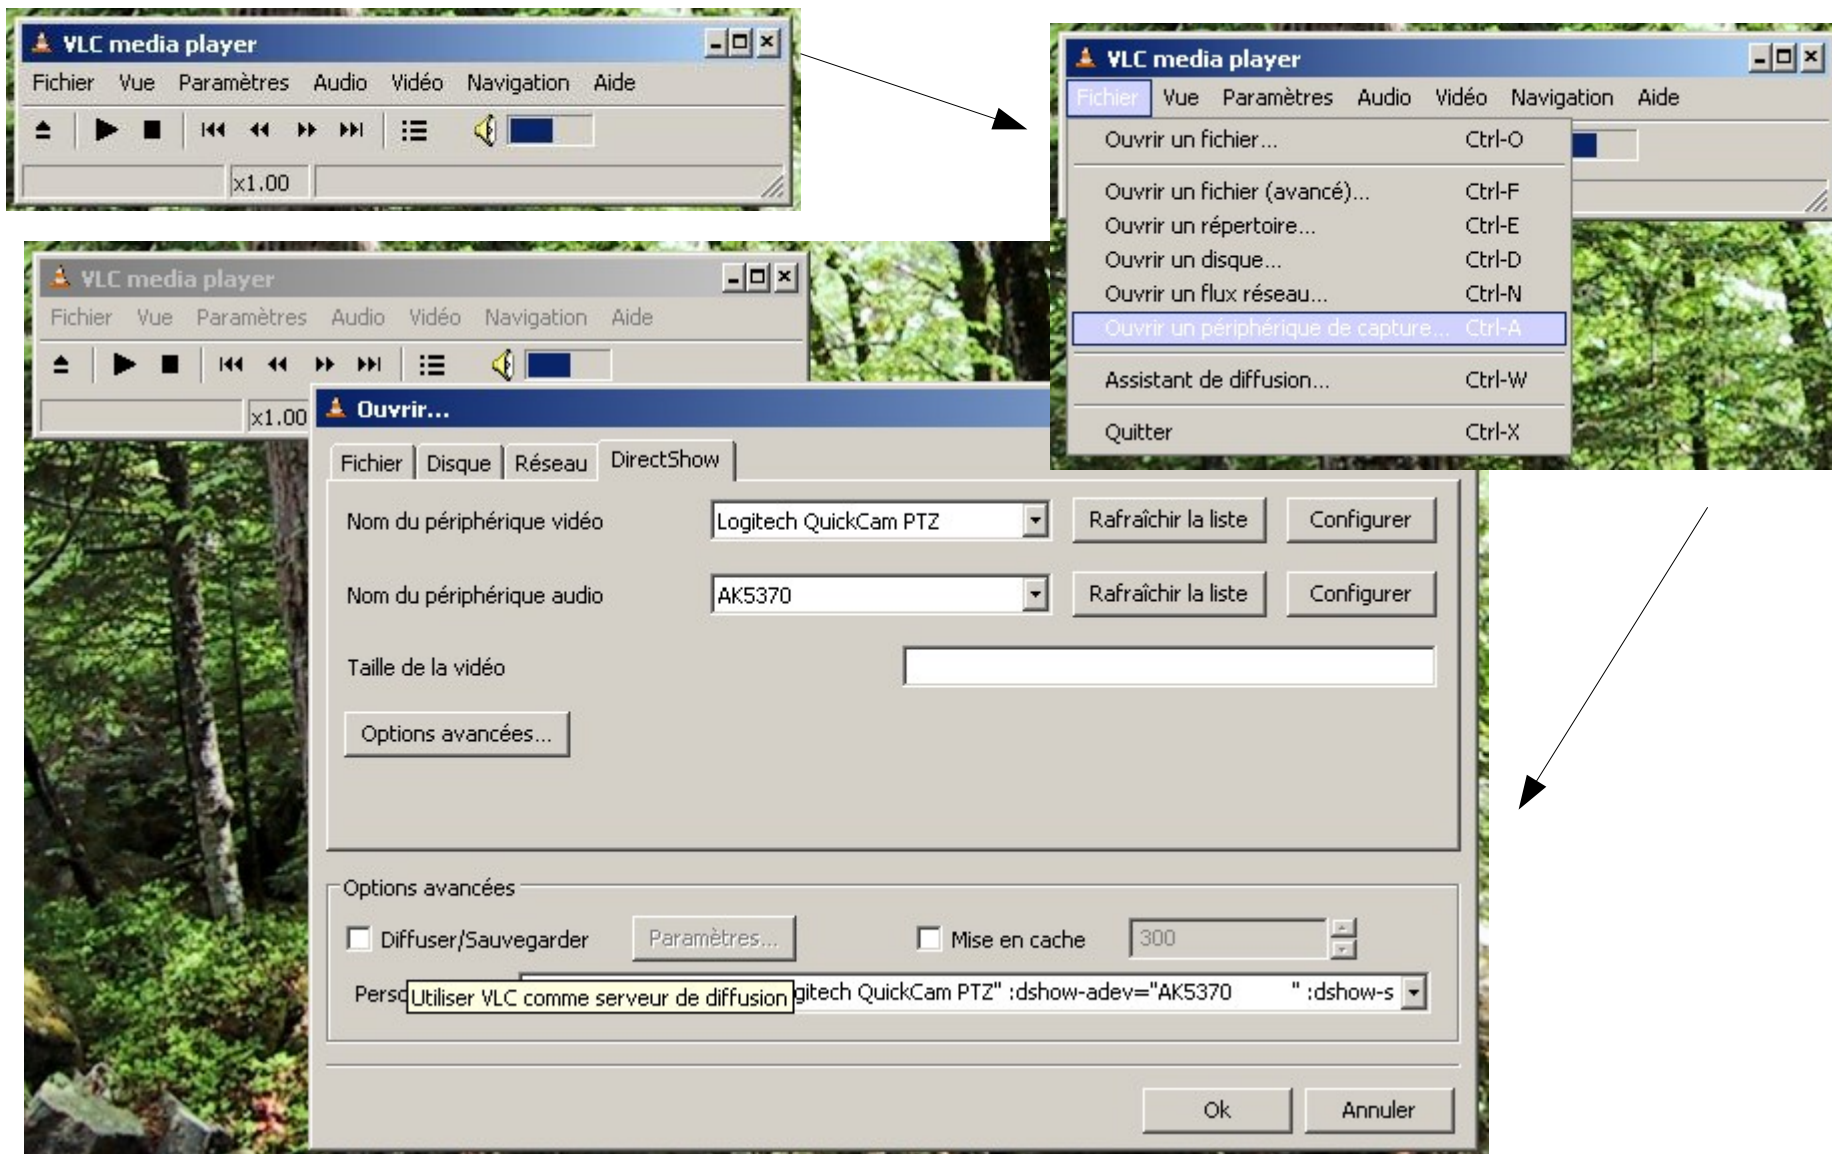 VLC media player
Fichier Vue Paramètres Audio Vidéo Navigation Aide
x1.00
VLC media player
Fichier Vue Paramètres Audio Vidéo Navigation Aide
Ouvrir un fichier... Ctrl-O
Ouvrir un fichier (avancé)... Ctrl-F
Ouvrir un répertoire... Ctrl-E
Ouvrir un disque... Ctrl-D
Ouvrir un flux réseau... Ctrl-N
Ouvrir un périphérique de capture... Ctrl-A
Assistant de diffusion... Ctrl-W
Quitter Ctrl-X
VLC media player
Fichier Vue Paramètres Audio Vidéo Navigation Aide
x1.00
Ouvrir...
Fichier Disque Réseau DirectShow
Nom du périphérique vidéo Logitech QuickCam PTZ Rafraîchir la liste Configurer
Nom du périphérique audio AK5370 Rafraîchir la liste Configurer
Taille de la vidéo
Options avancées...
Options avancées
Diffuser/Sauvegarder Paramètres... Mise en cache 300
Utiliser VLC comme serveur de diffusion QuickCam PTZ" :dshow-adev="AK5370 " :dshow-s
Ok Annuler